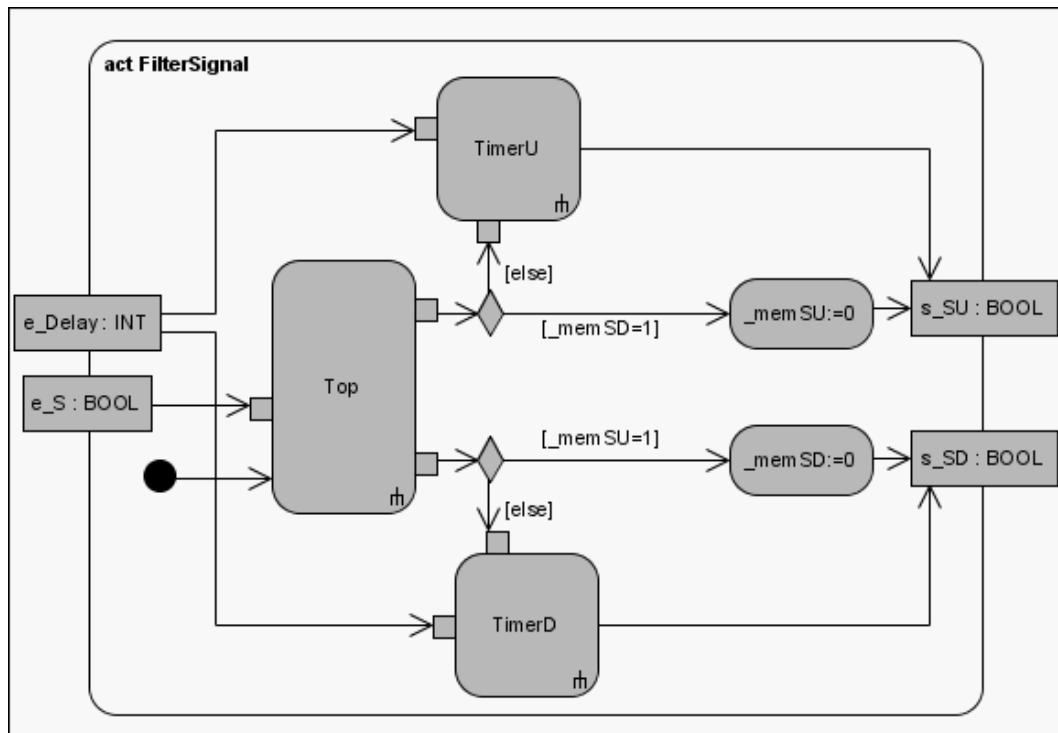 act FilterSignal
TimerU
[else]
e_Delay : INT
_memSU:=0
s_SU : BOOL
[_memSD=1]
Top
e_S : BOOL
[_memSU=1]
_memSD:=0
s_SD : BOOL
[else]
TimerD